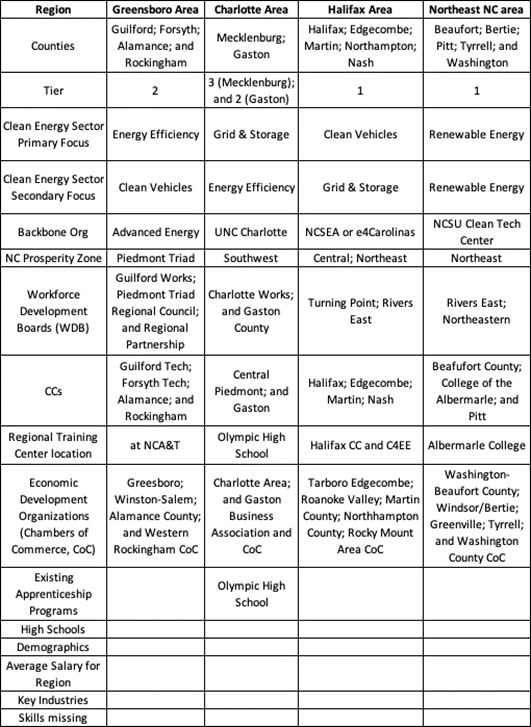 Region
Greensboro Area
Charlotte Area
Halifax Area
Northeast NC area
Counties
Guilford; Forsyth;
Alamance; and
Rockingham
Mecklenburg;
Gaston
Halifax; Edgecombe;
Martin; Northampton;
Nash
Beaufort; Bertie;
Pitt; Tyrrell; and
Washington
Tier
2
3 (Mecklenburg);
and 2 (Gaston)
1
1
Clean Energy Sector
Primary Focus
Energy Efficiency
Grid & Storage
Clean Vehicles
Renewable Energy
Clean Energy Sector
Secondary Focus
Clean Vehicles
Energy Efficiency
Grid & Storage
Renewable Energy
Backbone Org
Advanced Energy
UNC Charlotte
NCSEA or e4Carolinas
NCSU Clean Tech
Center
NC Prosperity Zone
Piedmont Triad
Southwest
Central; Northeast
Northeast
Workforce
Development
Boards (WDB)
Guilford Works;
Piedmont Triad
Regional Council;
and Regional
Partnership
Charlotte Works;
and Gaston
County
Turning Point; Rivers
East
Rivers East;
Northeastern
CCs
Guilford Tech;
Forsyth Tech;
Alamance; and
Rockingham
Central
Piedmont; and
Gaston
Halifax; Edgecombe;
Martin; Nash
Beafufort County;
College of the
Albermarle; and
Pitt
Regional Training
Center location
at NCA&T
Olympic High
School
Halifax CC and C4EE
Albermarle College
Economic
Development
Organizations
(Chambers of
Commerce, CoC)
Greesboro;
Winston-Salem;
Alamance County;
and Western
Rockingham CoC
Charlotte Area;
and Gaston
Business
Association and
CoC
Tarboro Edgecombe;
Roanoke Valley; Martin
County; Northhampton
County; Rocky Mount
Area CoC
Washington-
Beaufort County;
Windsor/Bertie;
Greenville; Tyrrell;
and Washington
County CoC
Existing
Apprenticeship
Programs
Olympic High
School
High Schools
Demographics
Average Salary for
Region
Key Industries
Skills missing